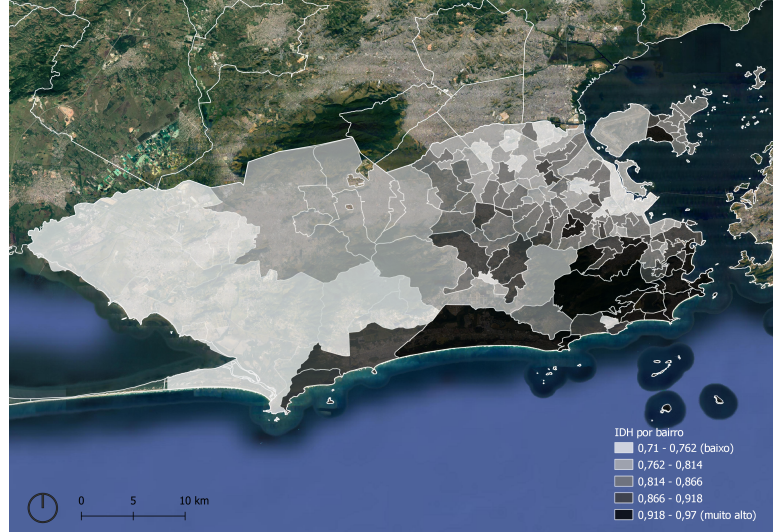 IDH por bairro
0,71 - 0,762 (baixo)
0,762 - 0,814
0,814 - 0,866
0,866 - 0,918
0,918 - 0,97 (muito alto)
0 5 10 km